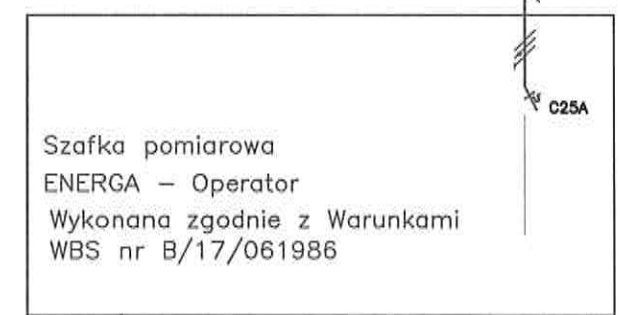 C25A
Szafka pomiarowa
ENERGA – Operator
Wykonana zgodnie z Warunkami
WBS nr B/17/061986